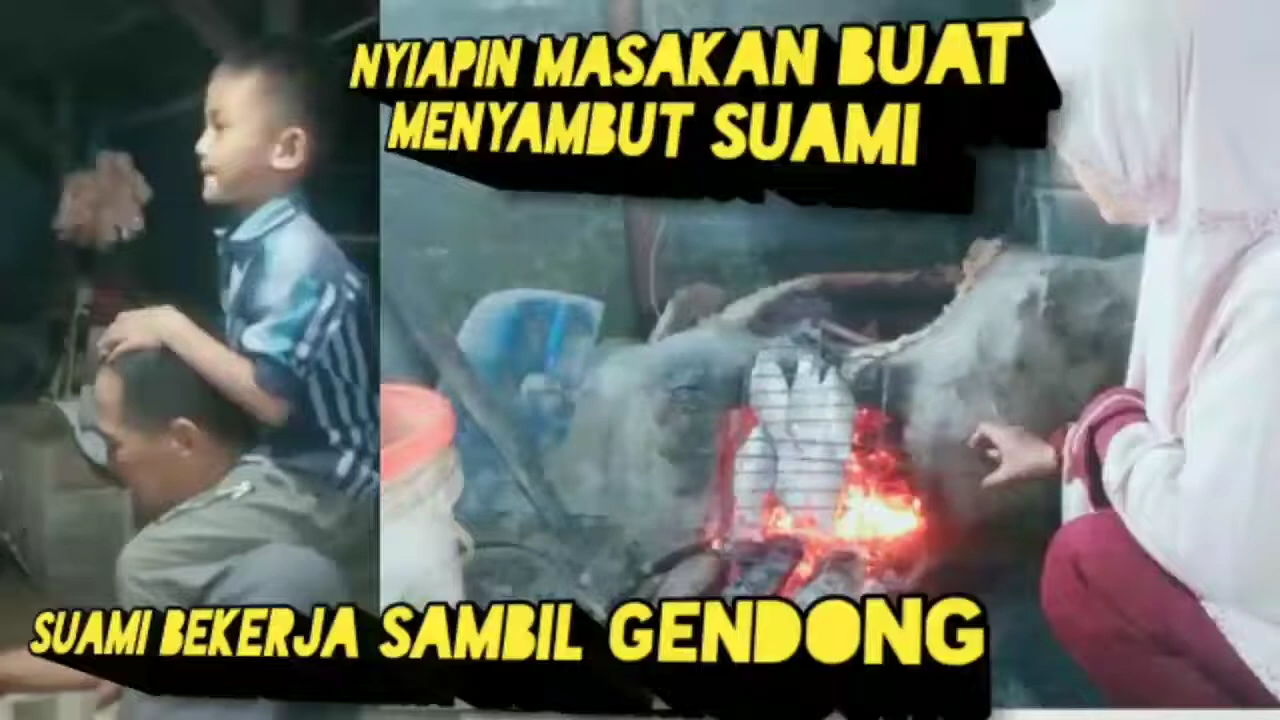 NYIAPIN MASAKAN BUAT
MENYAMBUT SUAMI
SUAMI BEKERJA SAMBIL GENDONG